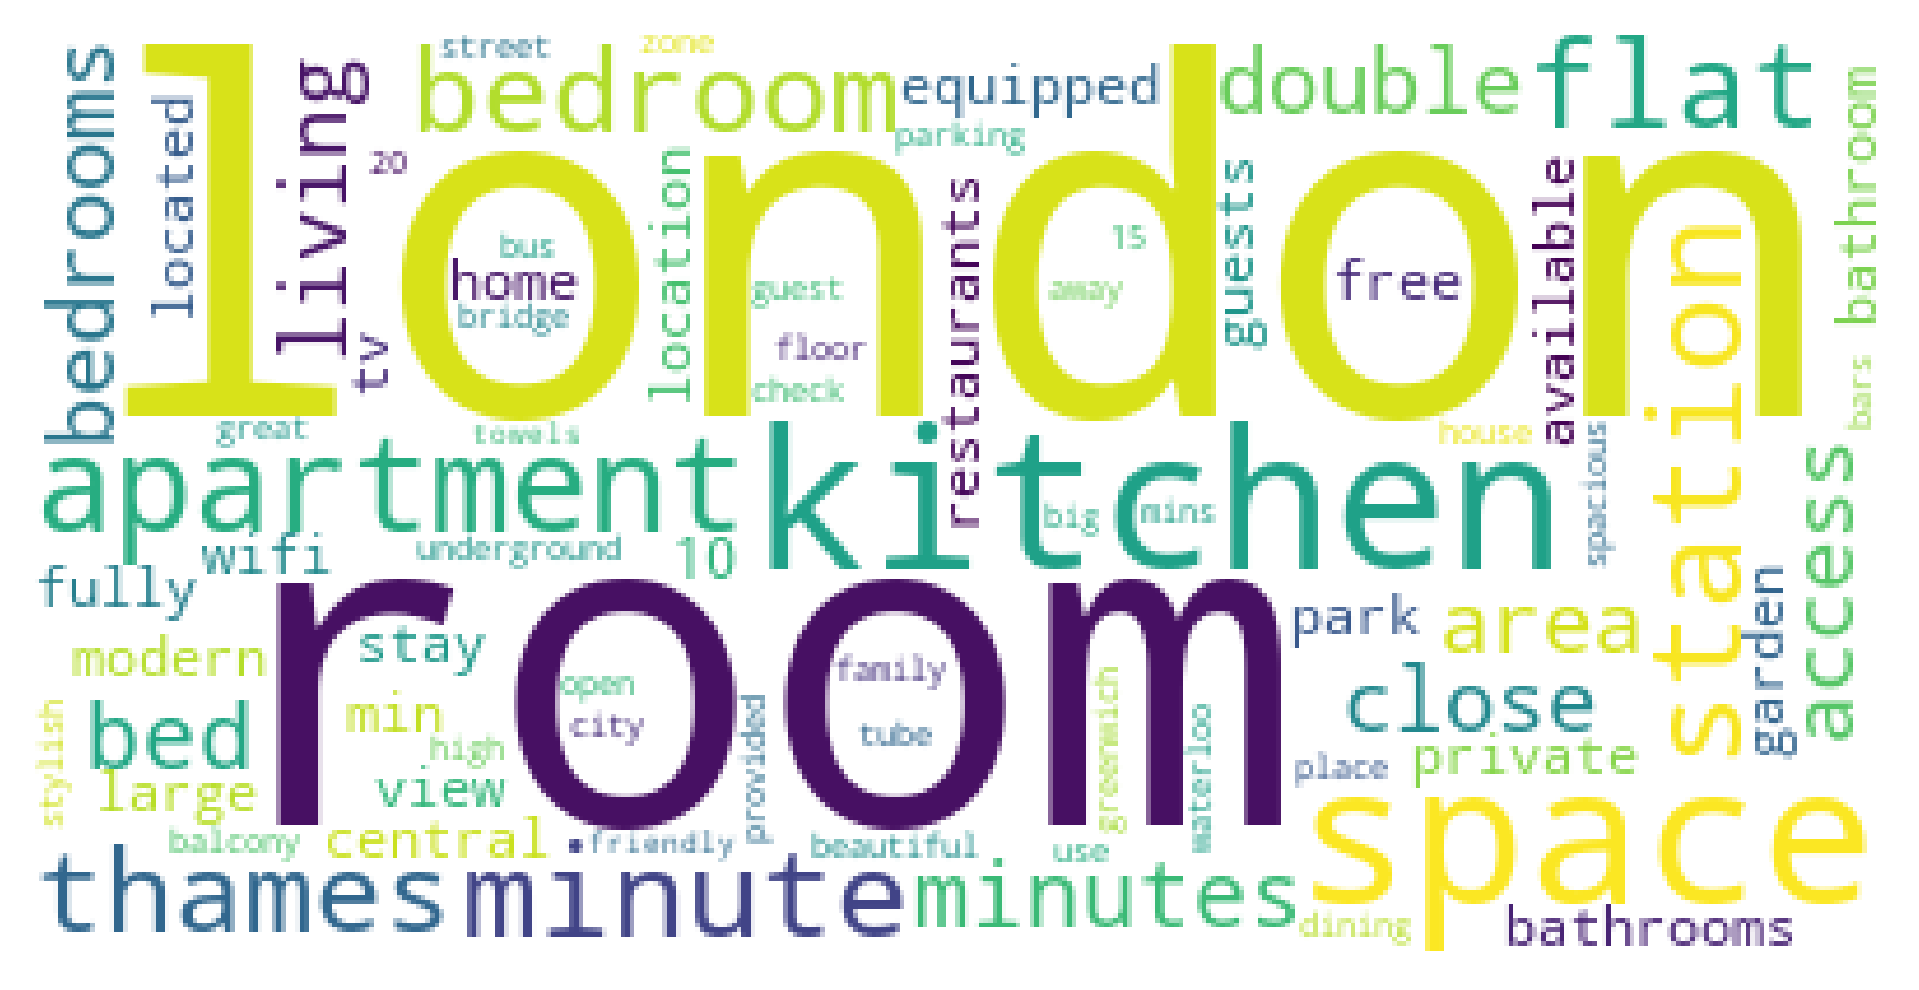 street
zone
bedrooms
located
living
bedroom
equipped
double
flat
bathroom
parking
london
20
location
restaurants
guests
available
bus
home
bridge
guest
15
away
free
floor
tv
check
station
bars
great
towels
house
apartment
kitchen
spacious
access
big
mins
wifi
underground
10
fully
garden
room
park
area
modern
stay
family
open
greenwich
close
stylish
bed
min
city
provided
tube
waterloo
high
private
place
large
view
space
balcony
central
friendly
beautiful
use
thames
minute
minutes
dining
bathrooms